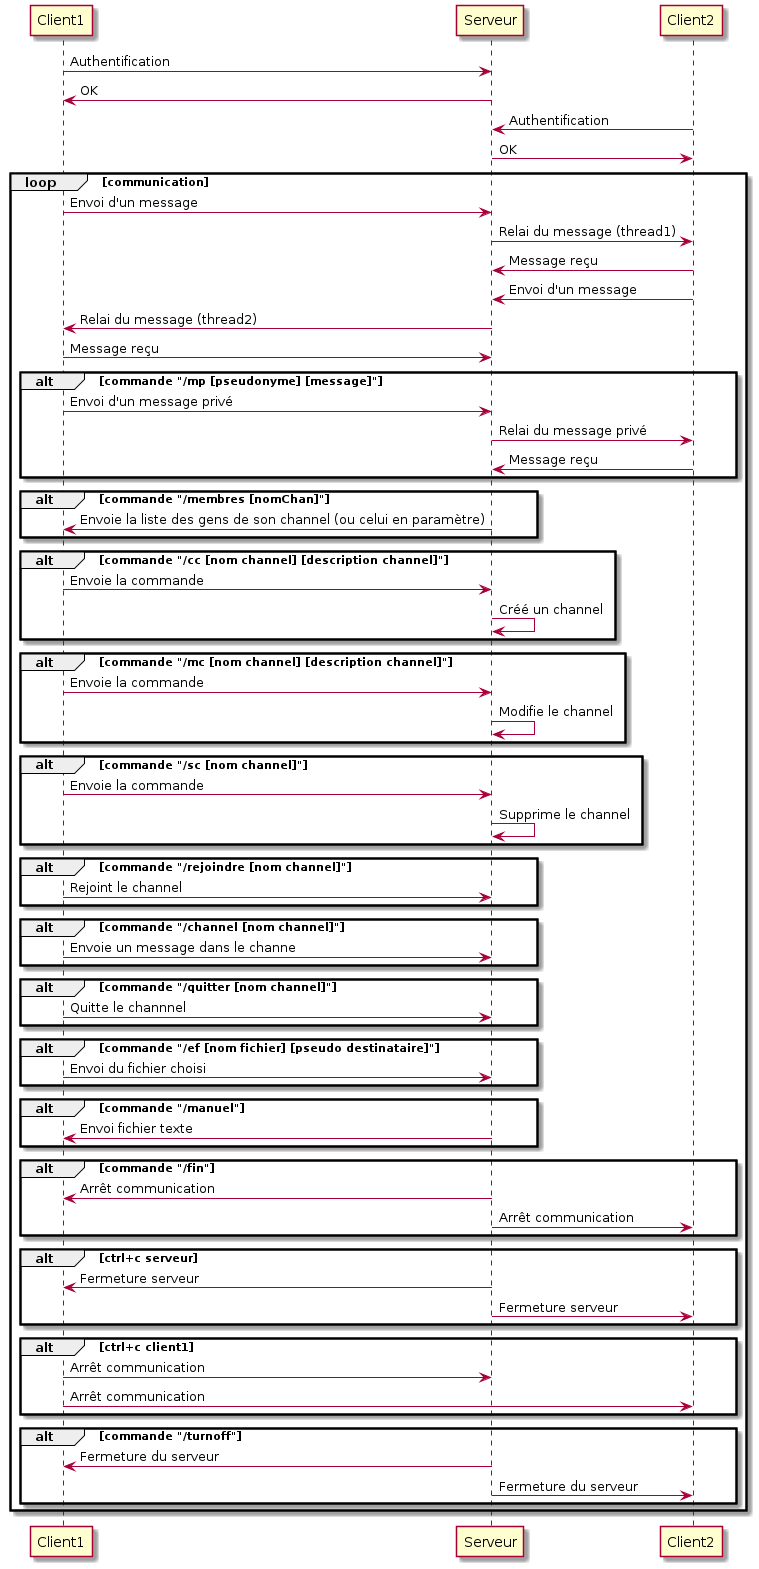 Client1 Serveur Client2
Authentification
OK
Authentification
OK
loop [communication]
Envoi d'un message
Relai du message (thread1)
Message reçu
Envoi d'un message
Relai du message (thread2)
Message reçu
alt [commande "/mp [pseudonyme] [message]"]
Envoi d'un message privé
Relai du message privé
Message reçu
alt [commande "/membres [nomChan]"]
Envoie la liste des gens de son channel (ou celui en paramètre)
alt [commande "/cc [nom channel] [description channel]"]
Envoie la commande
Créé un channel
alt [commande "/mc [nom channel] [description channel]"]
Envoie la commande
Modifie le channel
alt [commande "/sc [nom channel]"]
Envoie la commande
Supprime le channel
alt [commande "/rejoindre [nom channel]"]
Rejoint le channel
alt [commande "/channel [nom channel]"]
Envoie un message dans le channe
alt [commande "/quitter [nom channel]"]
Quitte le channnel
alt [commande "/ef [nom fichier] [pseudo destinataire]"]
Envoi du fichier choisi
alt [commande "/manuel"]
Envoi fichier texte
alt [commande "/fin"]
Arrêt communication
Arrêt communication
alt [ctrl+c serveur]
Fermeture serveur
Fermeture serveur
alt [ctrl+c client1]
Arrêt communication
Arrêt communication
alt [commande "/turnoff"]
Fermeture du serveur
Fermeture du serveur
Client1 Serveur Client2